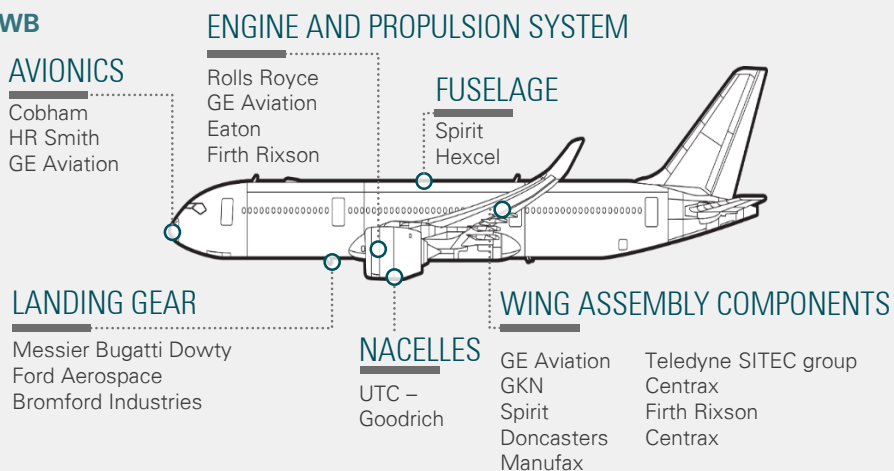 WB
ENGINE AND PROPULSION SYSTEM
Rolls Royce
GE Aviation
Eaton
Firth Rixson
AVIONICS
Cobham
HR Smith
GE Aviation
FUSELAGE
Spirit
Hexcel
LANDING GEAR
Messier Bugatti Dowty
Ford Aerospace
Bromford Industries
NACELLES
UTC –
Goodrich
WING ASSEMBLY COMPONENTS
GE Aviation
GKN
Spirit
Doncasters
Manufax
Teledyne SITEC group
Centrax
Firth Rixson
Centrax